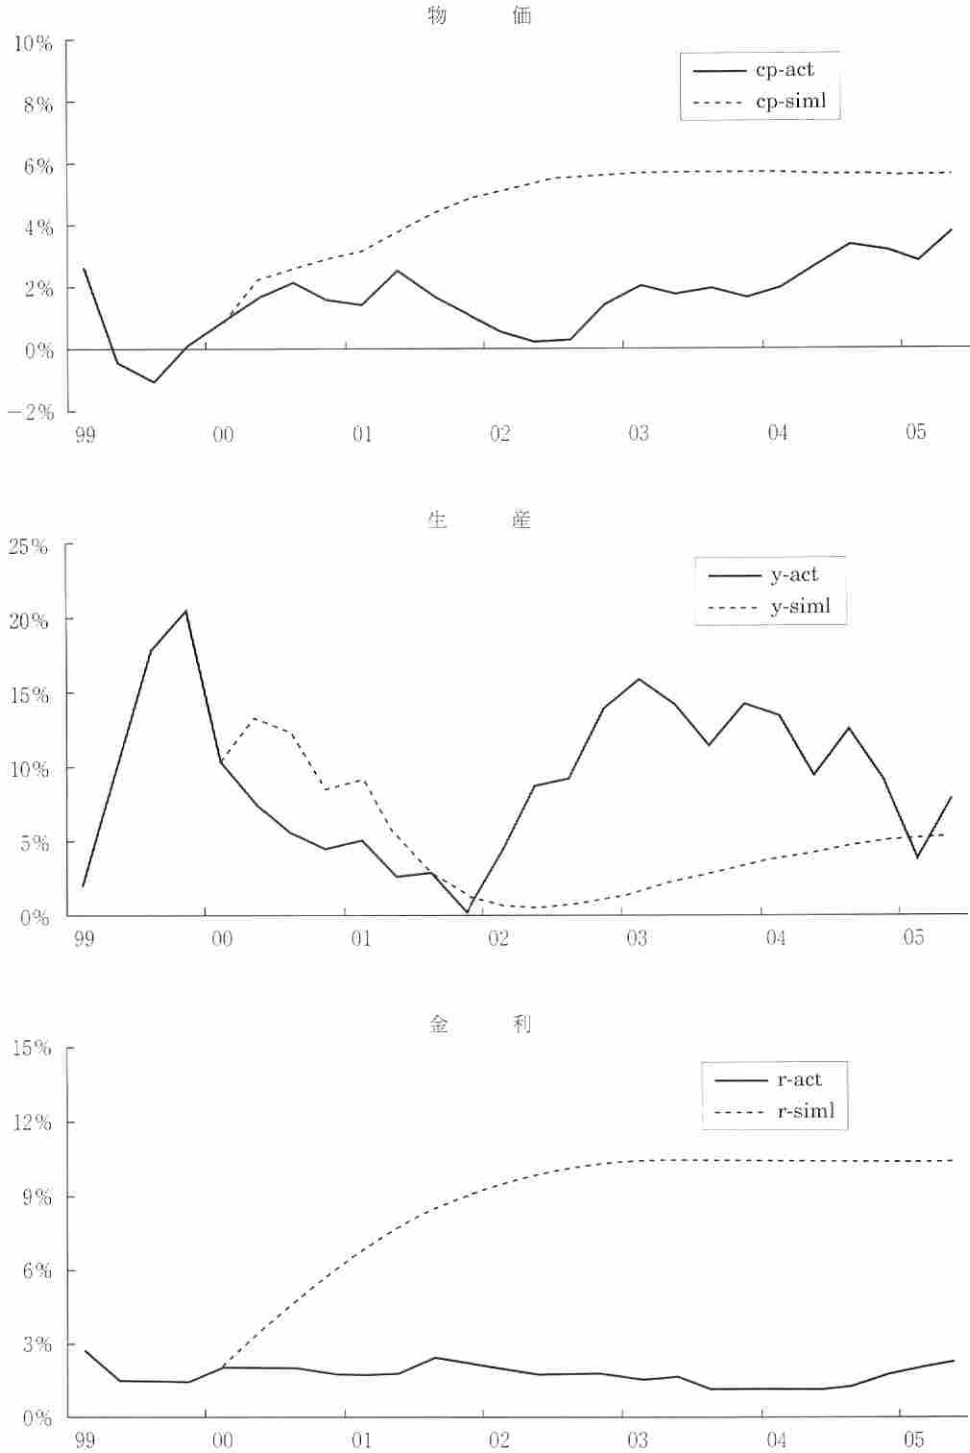 物 価
10%
8%
6%
4%
2%
0%
－2%
cp-act
cp-siml
99 00 01 02 03 04 05
生 産
25%
20%
15%
10%
5%
0%
y-act
y-siml
99 00 01 02 03 04 05
金 利
15%
12%
9%
6%
3%
0%
r-act
r-siml
99 00 01 02 03 04 05